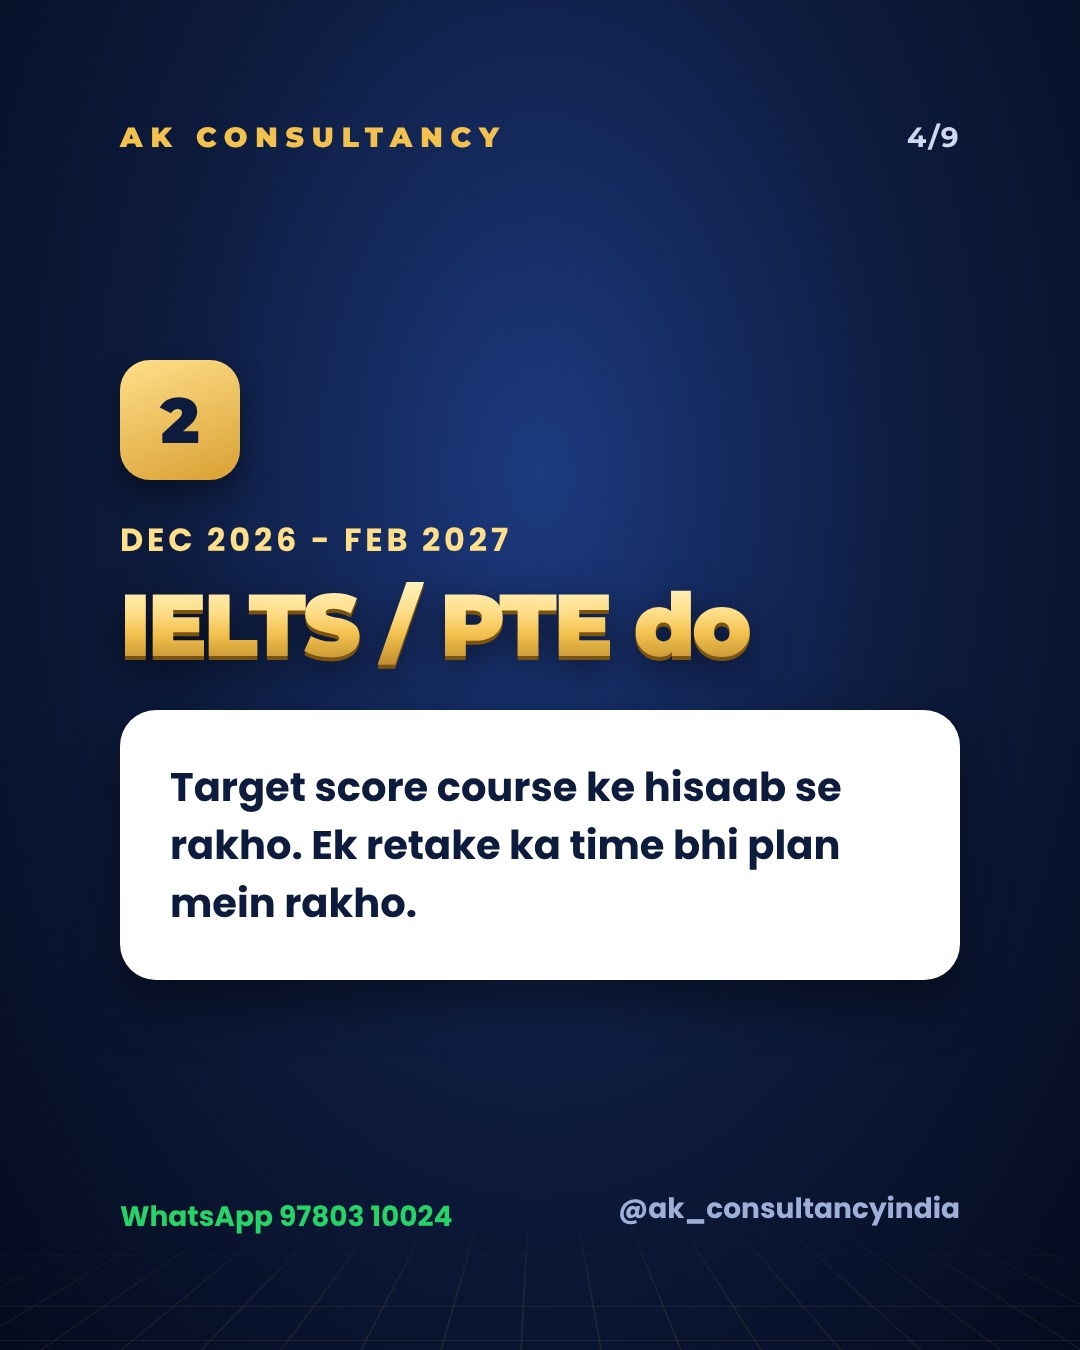 AK CONSULTANCY
4/9
2
DEC 2026 - FEB 2027
IELTS / PTE do
Target score course ke hisaab se
rakho. Ek retake ka time bhi plan
mein rakho.
WhatsApp 97803 10024
@ak_consultancyindia